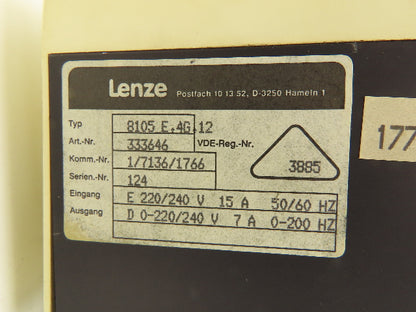 Lenze Postfach 10 13 52, D-3250 Hameln 1
Typ 8105 E.4G.12
Art.-Nr. 333646 VDE-Reg.-Nr.
Komm.-Nr. 1/7136/1766 3885
Serien.-Nr. 124
Eingang E 220/240 V 15 A 50/60 HZ
Ausgang D 0-220/240 V 7 A 0-200 HZ
177